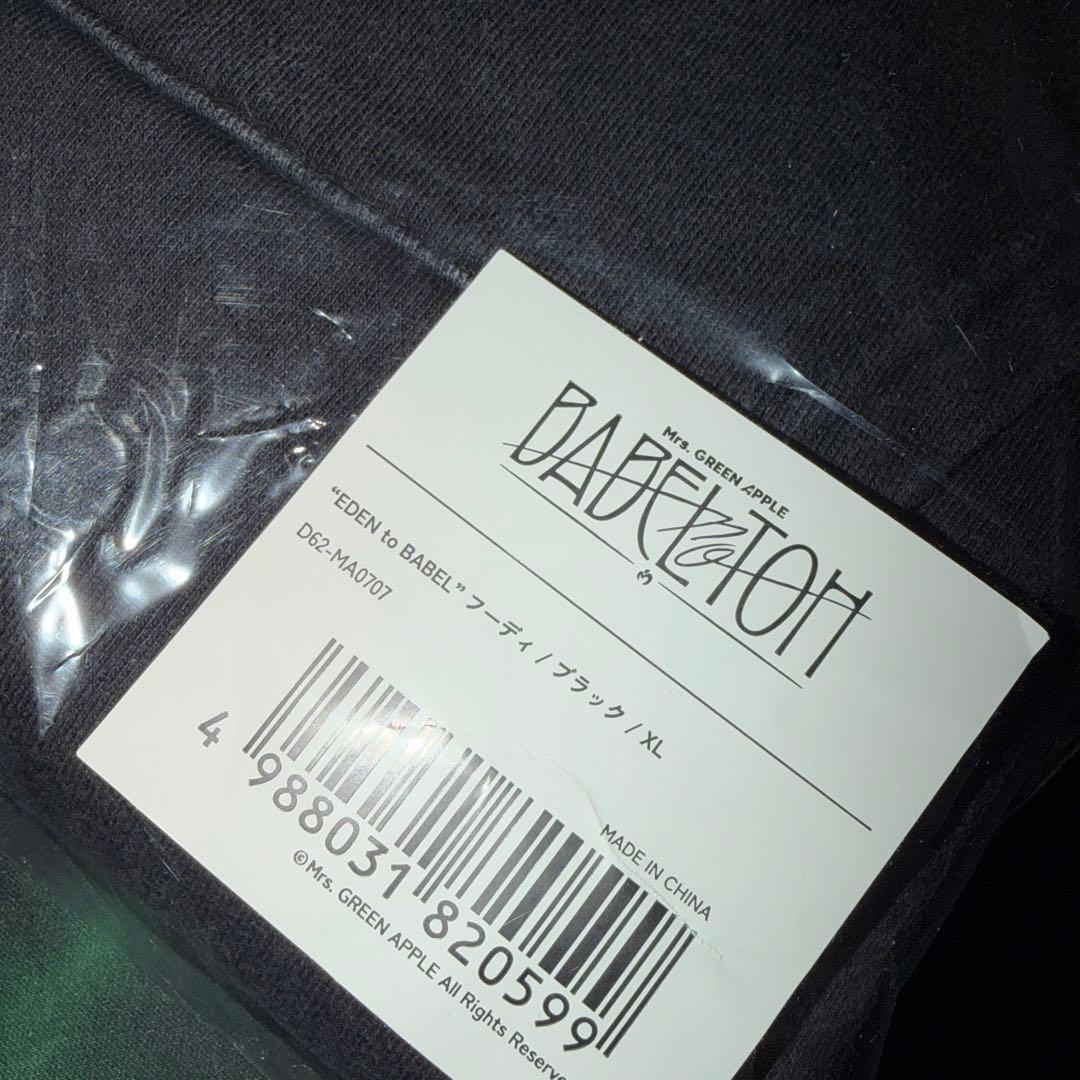 Mrs. GREEN APPLE
BABEL no TOH
“EDEN to BABEL” フーディ / ブラック / XL
D62-MA0707
MADE IN CHINA
4 988031 820599
©Mrs. GREEN APPLE All Rights Reserve